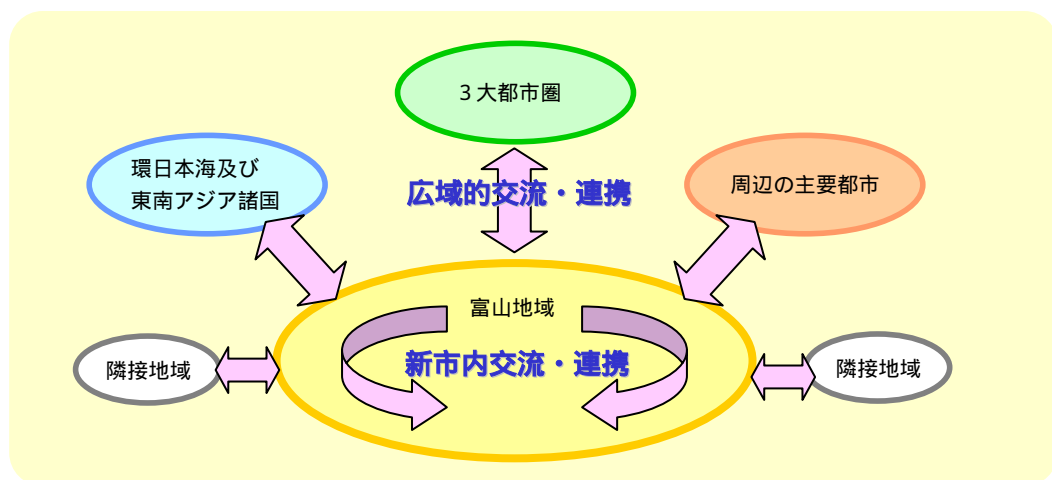 ３大都市圏
環日本海及び
東南アジア諸国
広域的交流・連携
周辺の主要都市
富山地域
新市内交流・連携
隣接地域
隣接地域